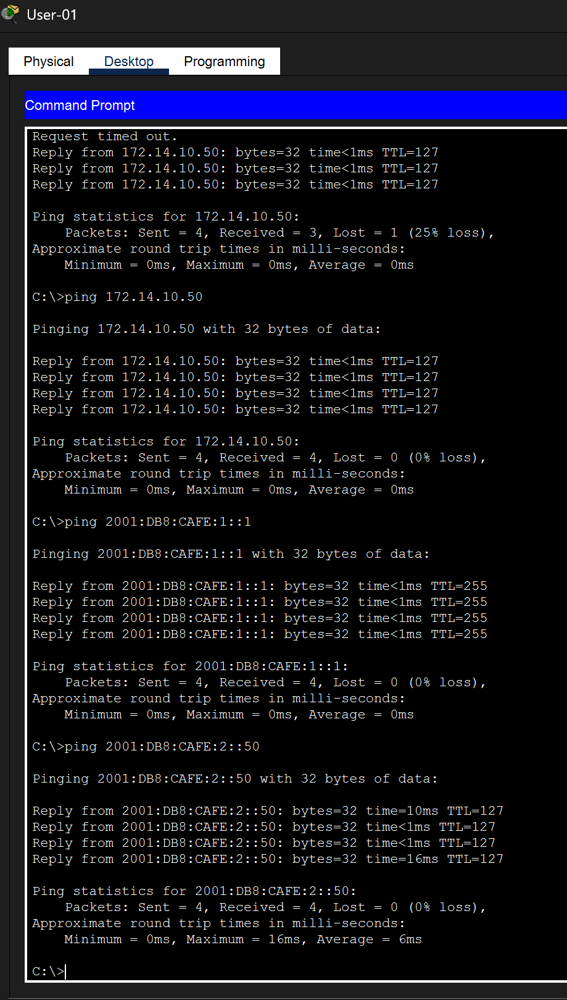 User-01
Physical
Desktop
Programming
Command Prompt
Request timed out.
Reply from 172.14.10.50: bytes=32 time<1ms TTL=127
Reply from 172.14.10.50: bytes=32 time<1ms TTL=127
Reply from 172.14.10.50: bytes=32 time<1ms TTL=127
Ping statistics for 172.14.10.50:
    Packets: Sent = 4, Received = 3, Lost = 1 (25% loss),
Approximate round trip times in milli-seconds:
    Minimum = 0ms, Maximum = 0ms, Average = 0ms
C:\>ping 172.14.10.50
Pinging 172.14.10.50 with 32 bytes of data:
Reply from 172.14.10.50: bytes=32 time<1ms TTL=127
Reply from 172.14.10.50: bytes=32 time<1ms TTL=127
Reply from 172.14.10.50: bytes=32 time<1ms TTL=127
Reply from 172.14.10.50: bytes=32 time<1ms TTL=127
Ping statistics for 172.14.10.50:
    Packets: Sent = 4, Received = 4, Lost = 0 (0% loss),
Approximate round trip times in milli-seconds:
    Minimum = 0ms, Maximum = 0ms, Average = 0ms
C:\>ping 2001:DB8:CAFE:1::1
Pinging 2001:DB8:CAFE:1::1 with 32 bytes of data:
Reply from 2001:DB8:CAFE:1::1: bytes=32 time<1ms TTL=255
Reply from 2001:DB8:CAFE:1::1: bytes=32 time<1ms TTL=255
Reply from 2001:DB8:CAFE:1::1: bytes=32 time<1ms TTL=255
Reply from 2001:DB8:CAFE:1::1: bytes=32 time<1ms TTL=255
Ping statistics for 2001:DB8:CAFE:1::1:
    Packets: Sent = 4, Received = 4, Lost = 0 (0% loss),
Approximate round trip times in milli-seconds:
    Minimum = 0ms, Maximum = 0ms, Average = 0ms
C:\>ping 2001:DB8:CAFE:2::50
Pinging 2001:DB8:CAFE:2::50 with 32 bytes of data:
Reply from 2001:DB8:CAFE:2::50: bytes=32 time=10ms TTL=127
Reply from 2001:DB8:CAFE:2::50: bytes=32 time<1ms TTL=127
Reply from 2001:DB8:CAFE:2::50: bytes=32 time<1ms TTL=127
Reply from 2001:DB8:CAFE:2::50: bytes=32 time=16ms TTL=127
Ping statistics for 2001:DB8:CAFE:2::50:
    Packets: Sent = 4, Received = 4, Lost = 0 (0% loss),
Approximate round trip times in milli-seconds:
    Minimum = 0ms, Maximum = 16ms, Average = 6ms
C:\>